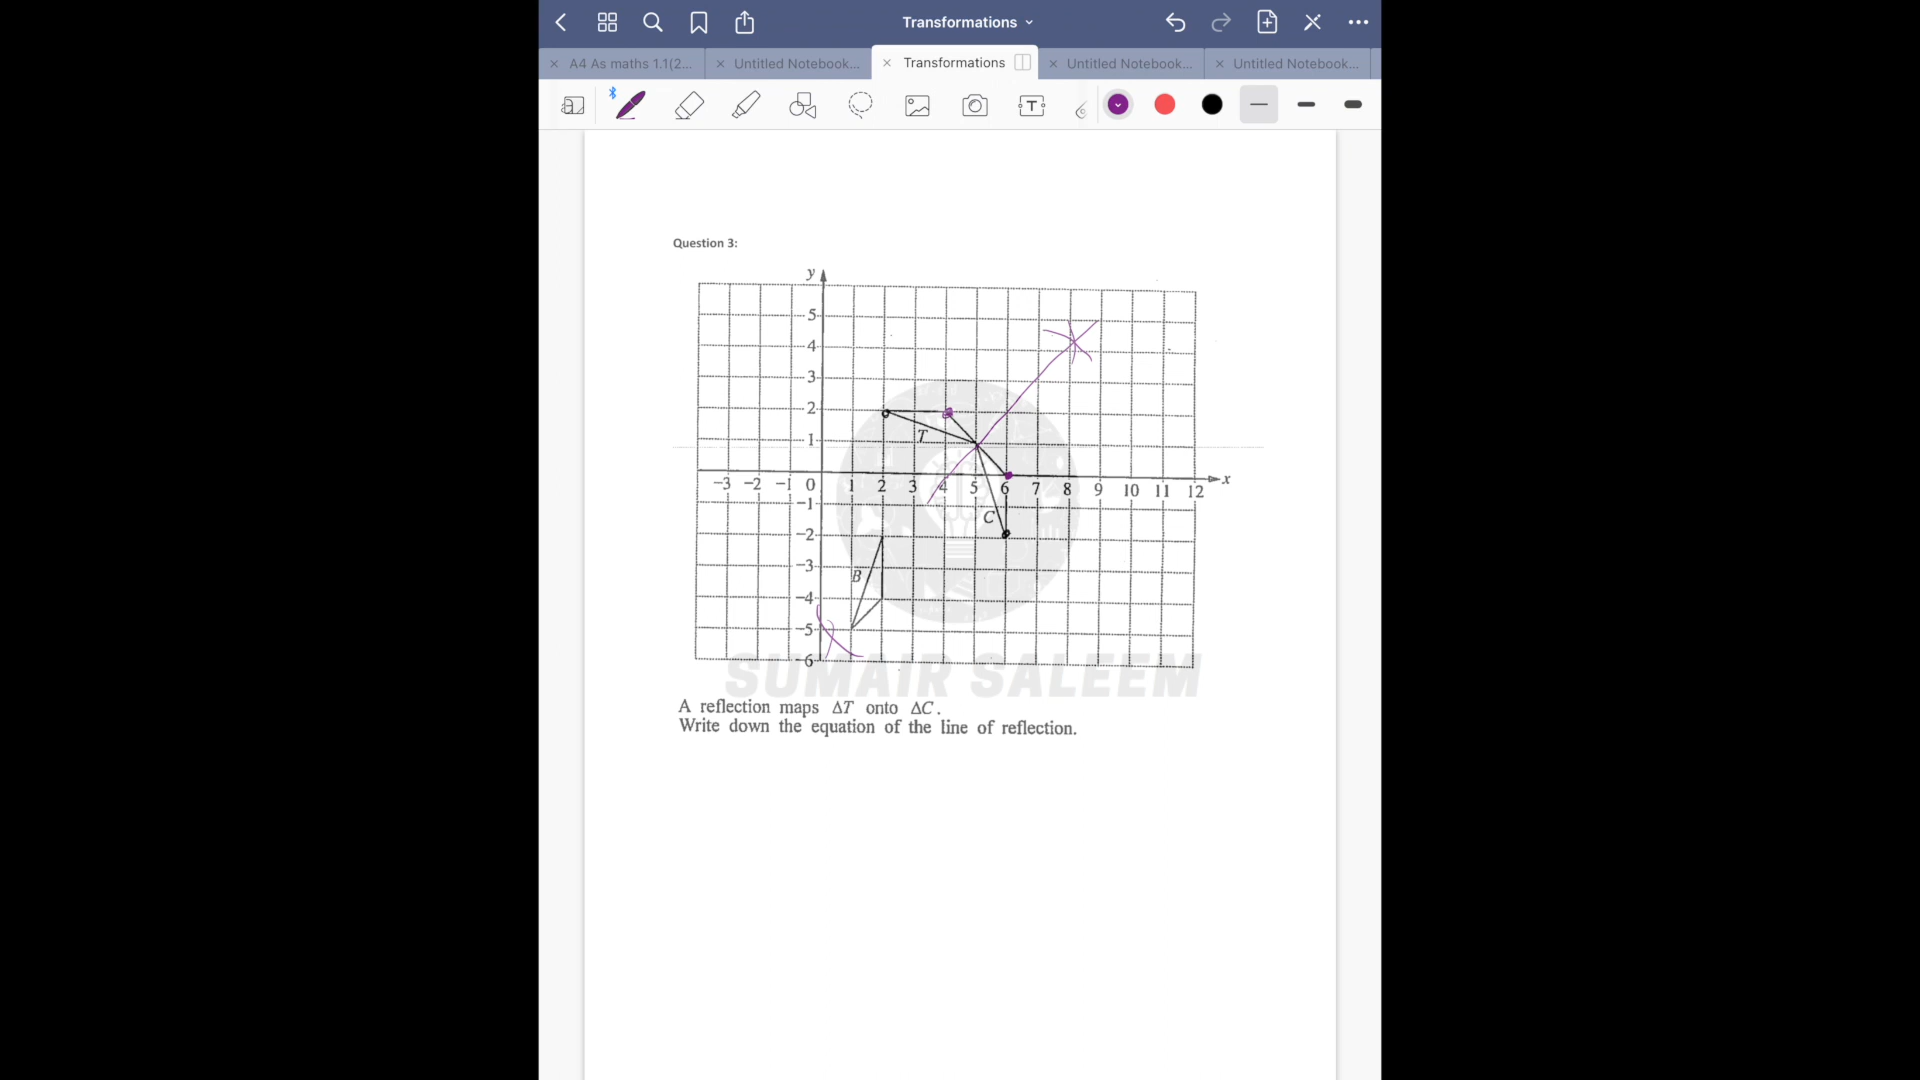 Transformations
A4 As maths 1.1(2...
Untitled Notebook...
Transformations
Untitled Notebook...
Untitled Notebook...
Question 3:
y
5
4
3
2
1
T
-3 -2 -1 0 1 2 3 4 5 6 7 8 9 10 11 12 x
-1
C
-2
-3
B
-4
-5
-6
SUMAIR SALEEM
A reflection maps ΔT onto ΔC.
Write down the equation of the line of reflection.